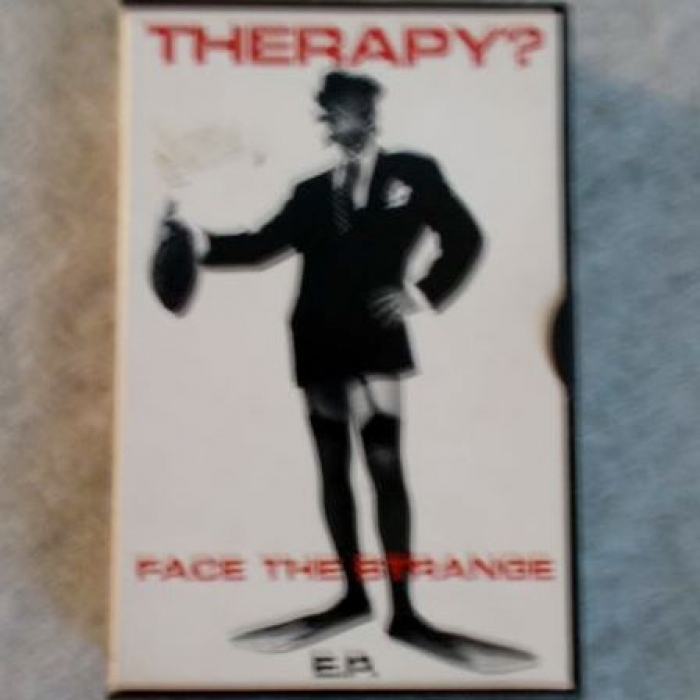 THERAPY?
FACE THE STRANGE
E.P.